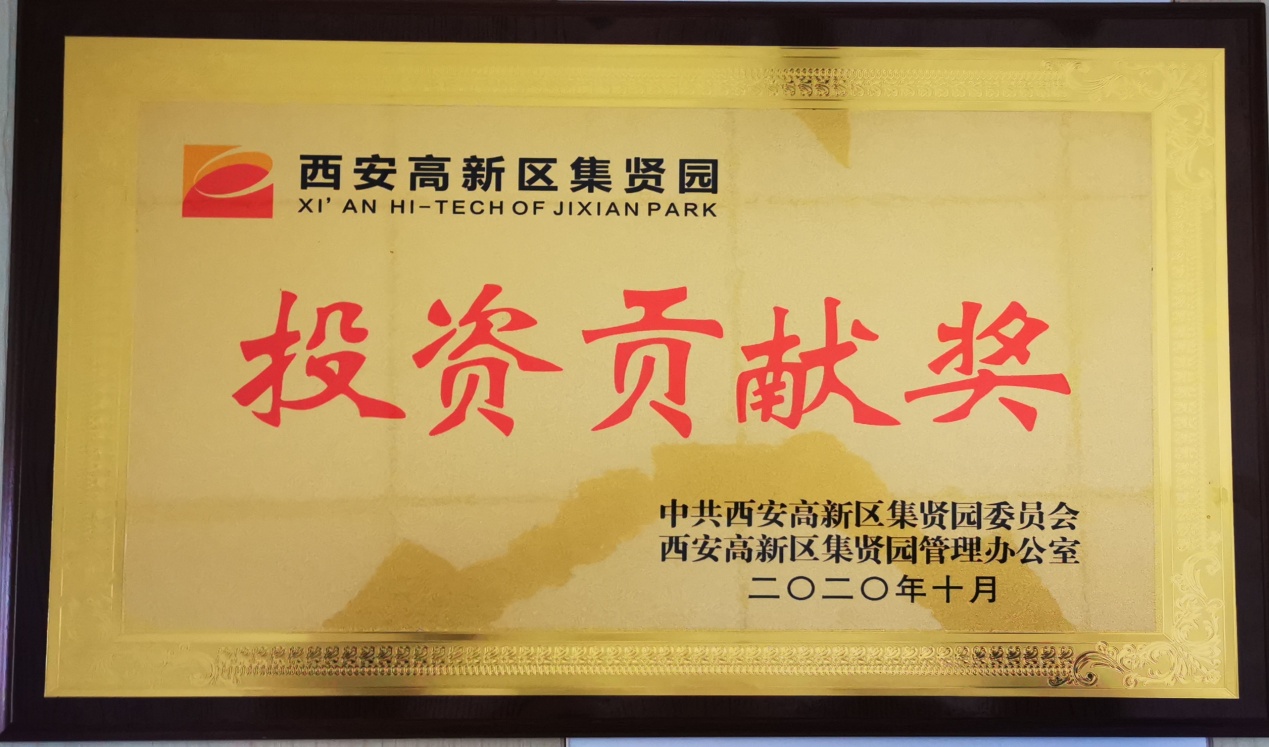 西安高新区集贤园
XI'AN HI-TECH OF JIXIAN PARK
投资贡献奖
中共西安高新区集贤园委员会
西安高新区集贤园管理办公室
二〇二〇年十月